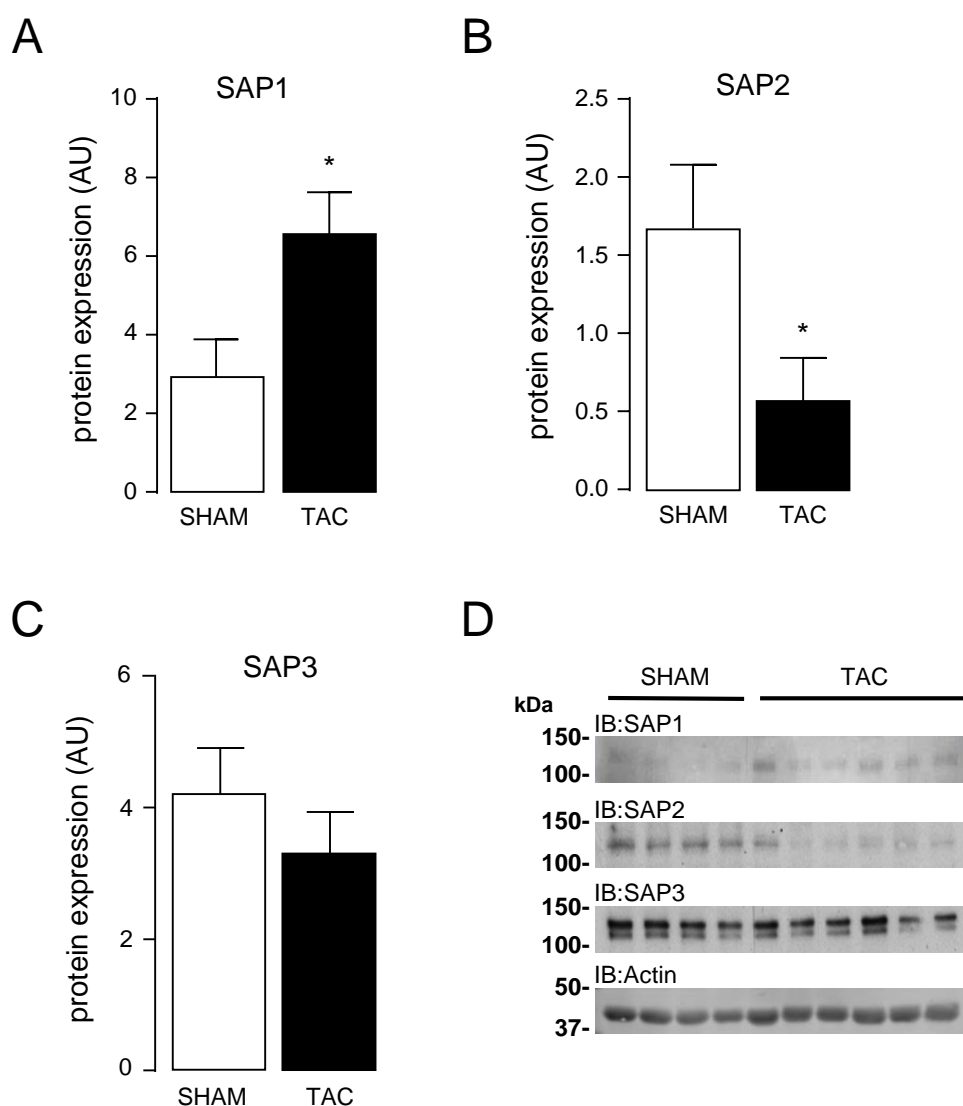 A
SAP1
protein expression (AU)
10
8
6
4
2
0
*
SHAM TAC
B
SAP2
protein expression (AU)
2.5
2.0
1.5
1.0
0.5
0.0
*
SHAM TAC
C
SAP3
protein expression (AU)
6
4
2
0
SHAM TAC
D
SHAM TAC
kDa
IB:SAP1
150-
100-
IB:SAP2
150-
100-
IB:SAP3
150-
100-
IB:Actin
50-
37-